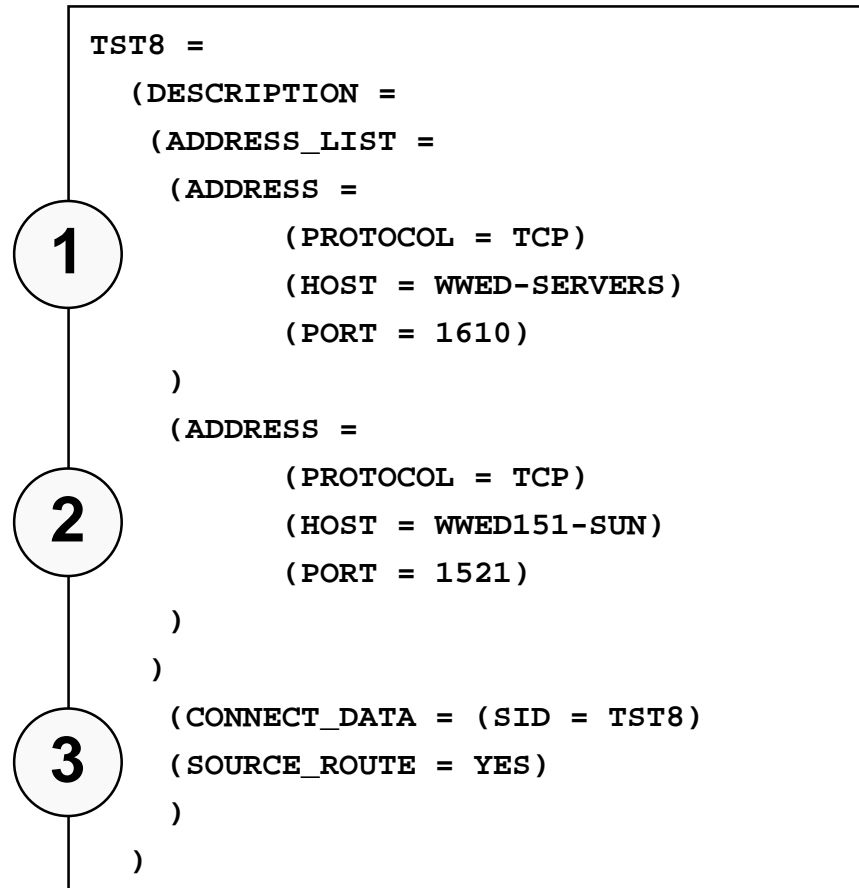 TST8 =
(DESCRIPTION =
(ADDRESS_LIST =
(ADDRESS =
1
(PROTOCOL = TCP)
(HOST = WWED-SERVERS)
(PORT = 1610)
)
(ADDRESS =
2
(PROTOCOL = TCP)
(HOST = WWED151-SUN)
(PORT = 1521)
)
)
3
(CONNECT_DATA = (SID = TST8)
(SOURCE_ROUTE = YES)
)
)